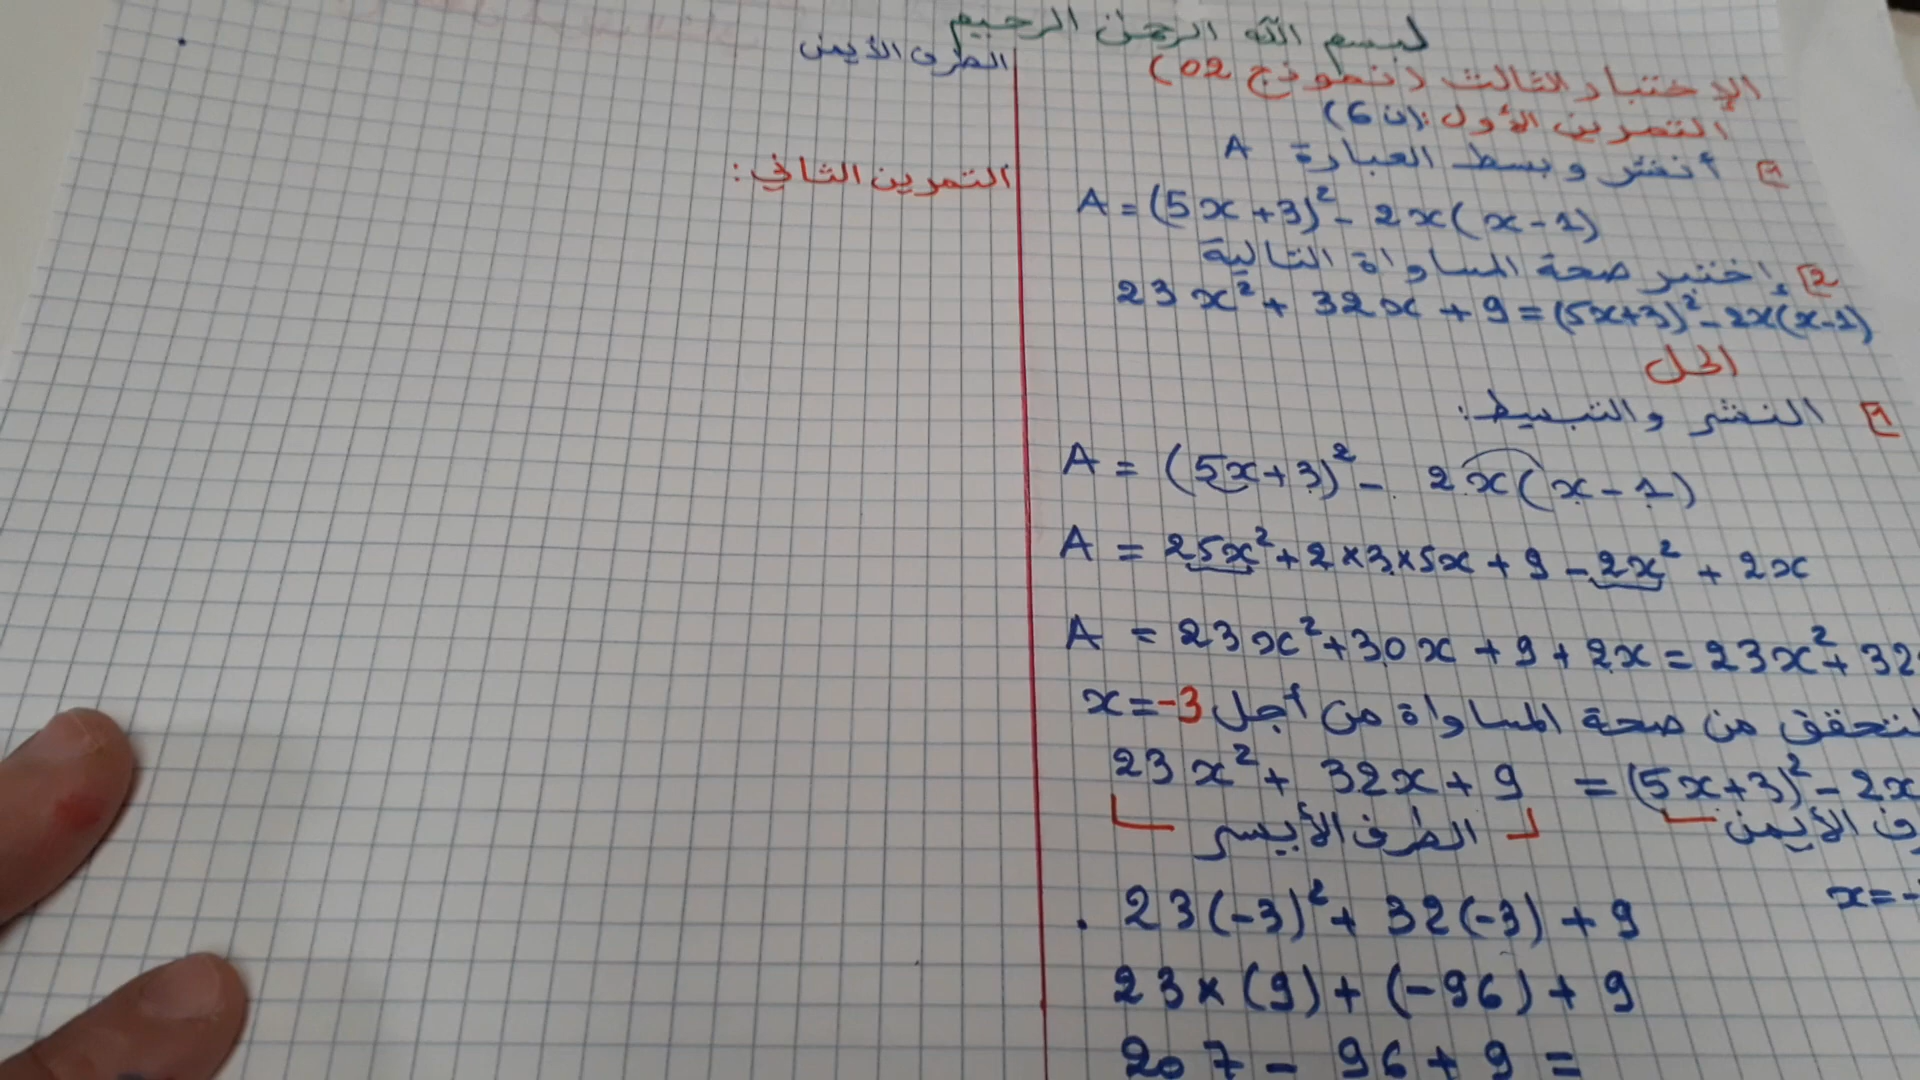 بسم الله الرحمن الرحيم
الإختبار الثالث (نموذج 02)
التمرين الأول: (6ن)
1 أنشر وبسط العبارة A
A = (5x+3)² - 2x(x-1)
2 إختبر صحة المساواة التالية
23x² + 32x + 9 = (5x+3)² - 2x(x-1)
الحل
1 النشر والتبسيط:
A = (5x+3)² - 2x(x-1)
A = 25x² + 2×3×5x + 9 - 2x² + 2x
A = 23x² + 30x + 9 + 2x = 23x² + 32
لنتحقق من صحة المساواة من أجل x = -3
23x² + 32x + 9 = (5x+3)² - 2x
الطرف الأيسر
الأيمن
x = -
23(-3)² + 32(-3) + 9
23×(9) + (-96) + 9
207 - 96 + 9 =
الطرف الأيمن
التمرين الثاني: